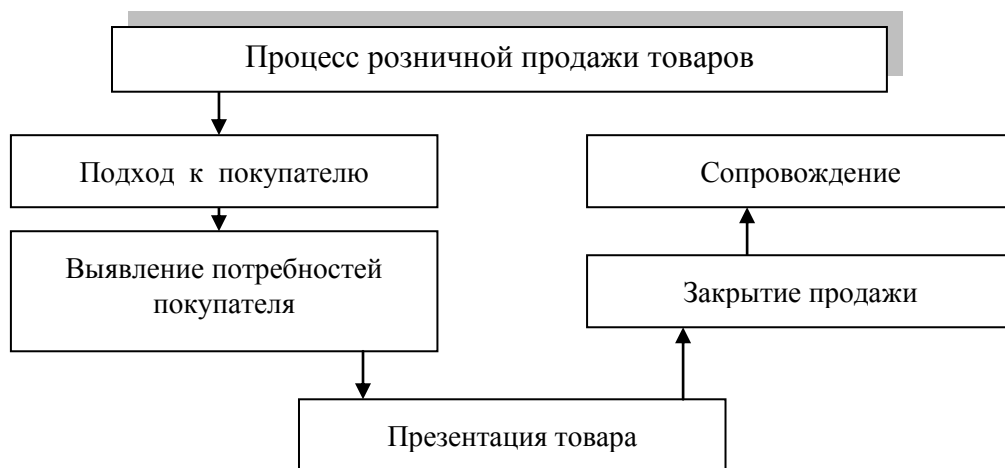 Процесс розничной продажи товаров
Подход к покупателю
Сопровождение
Выявление потребностей
покупателя
Закрытие продажи
Презентация товара